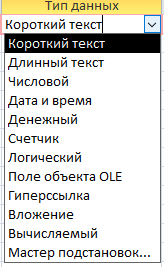 Тип данных
Короткий текст
Короткий текст
Длинный текст
Числовой
Дата и время
Денежный
Счетчик
Логический
Поле объекта OLE
Гиперссылка
Вложение
Вычисляемый
Мастер подстановок...